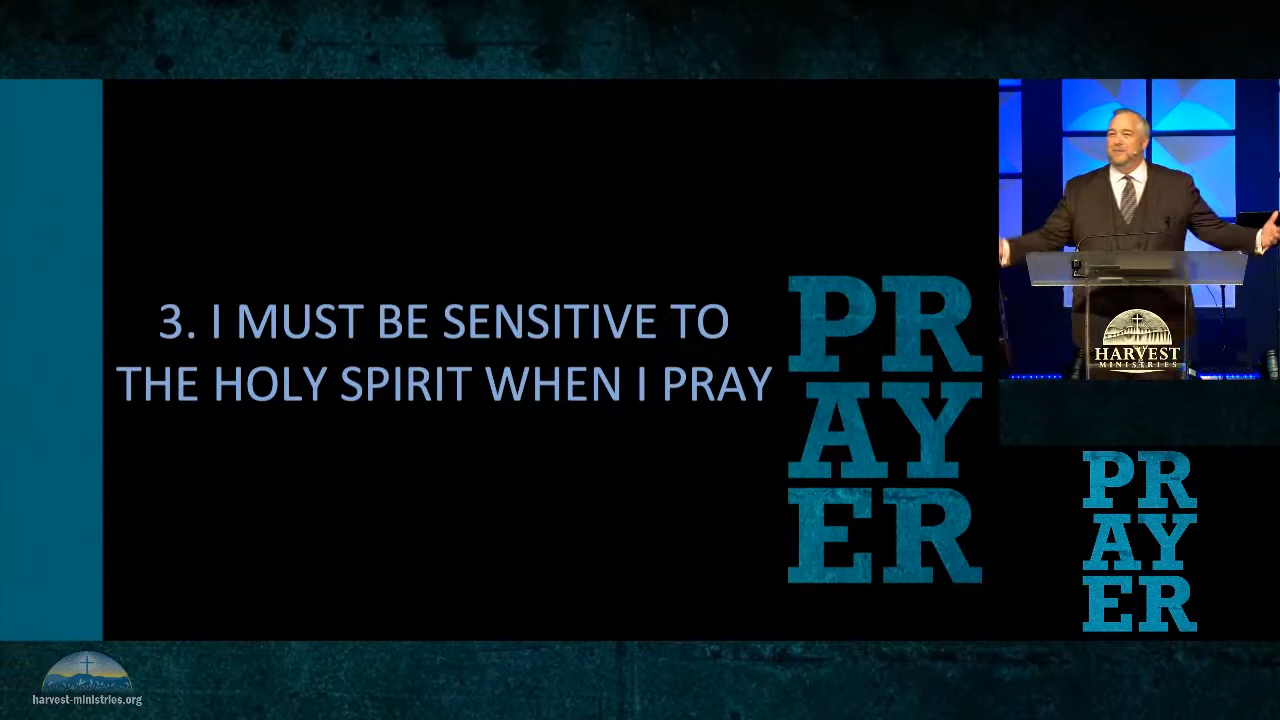 3. I MUST BE SENSITIVE TO
THE HOLY SPIRIT WHEN I PRAY
PR
AY
ER
HARVEST
MINISTRIES
PR
AY
ER
harvest-ministries.org